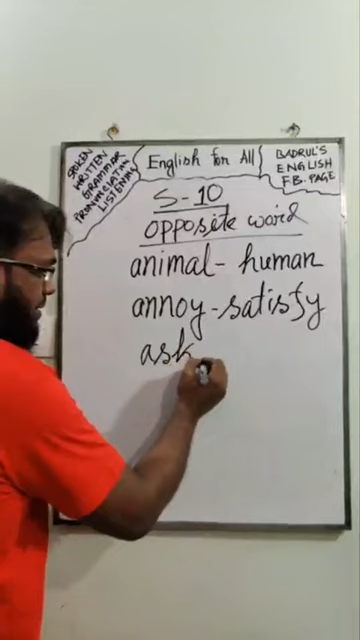 SOKEN
WRITTEN
GRAMMAR
PRONUNCIATION
LISTENING
English for All
BADRUL'S
ENGLISH
FB. PAGE
S-10
opposite word
animal - human
annoy - satisfy
ask